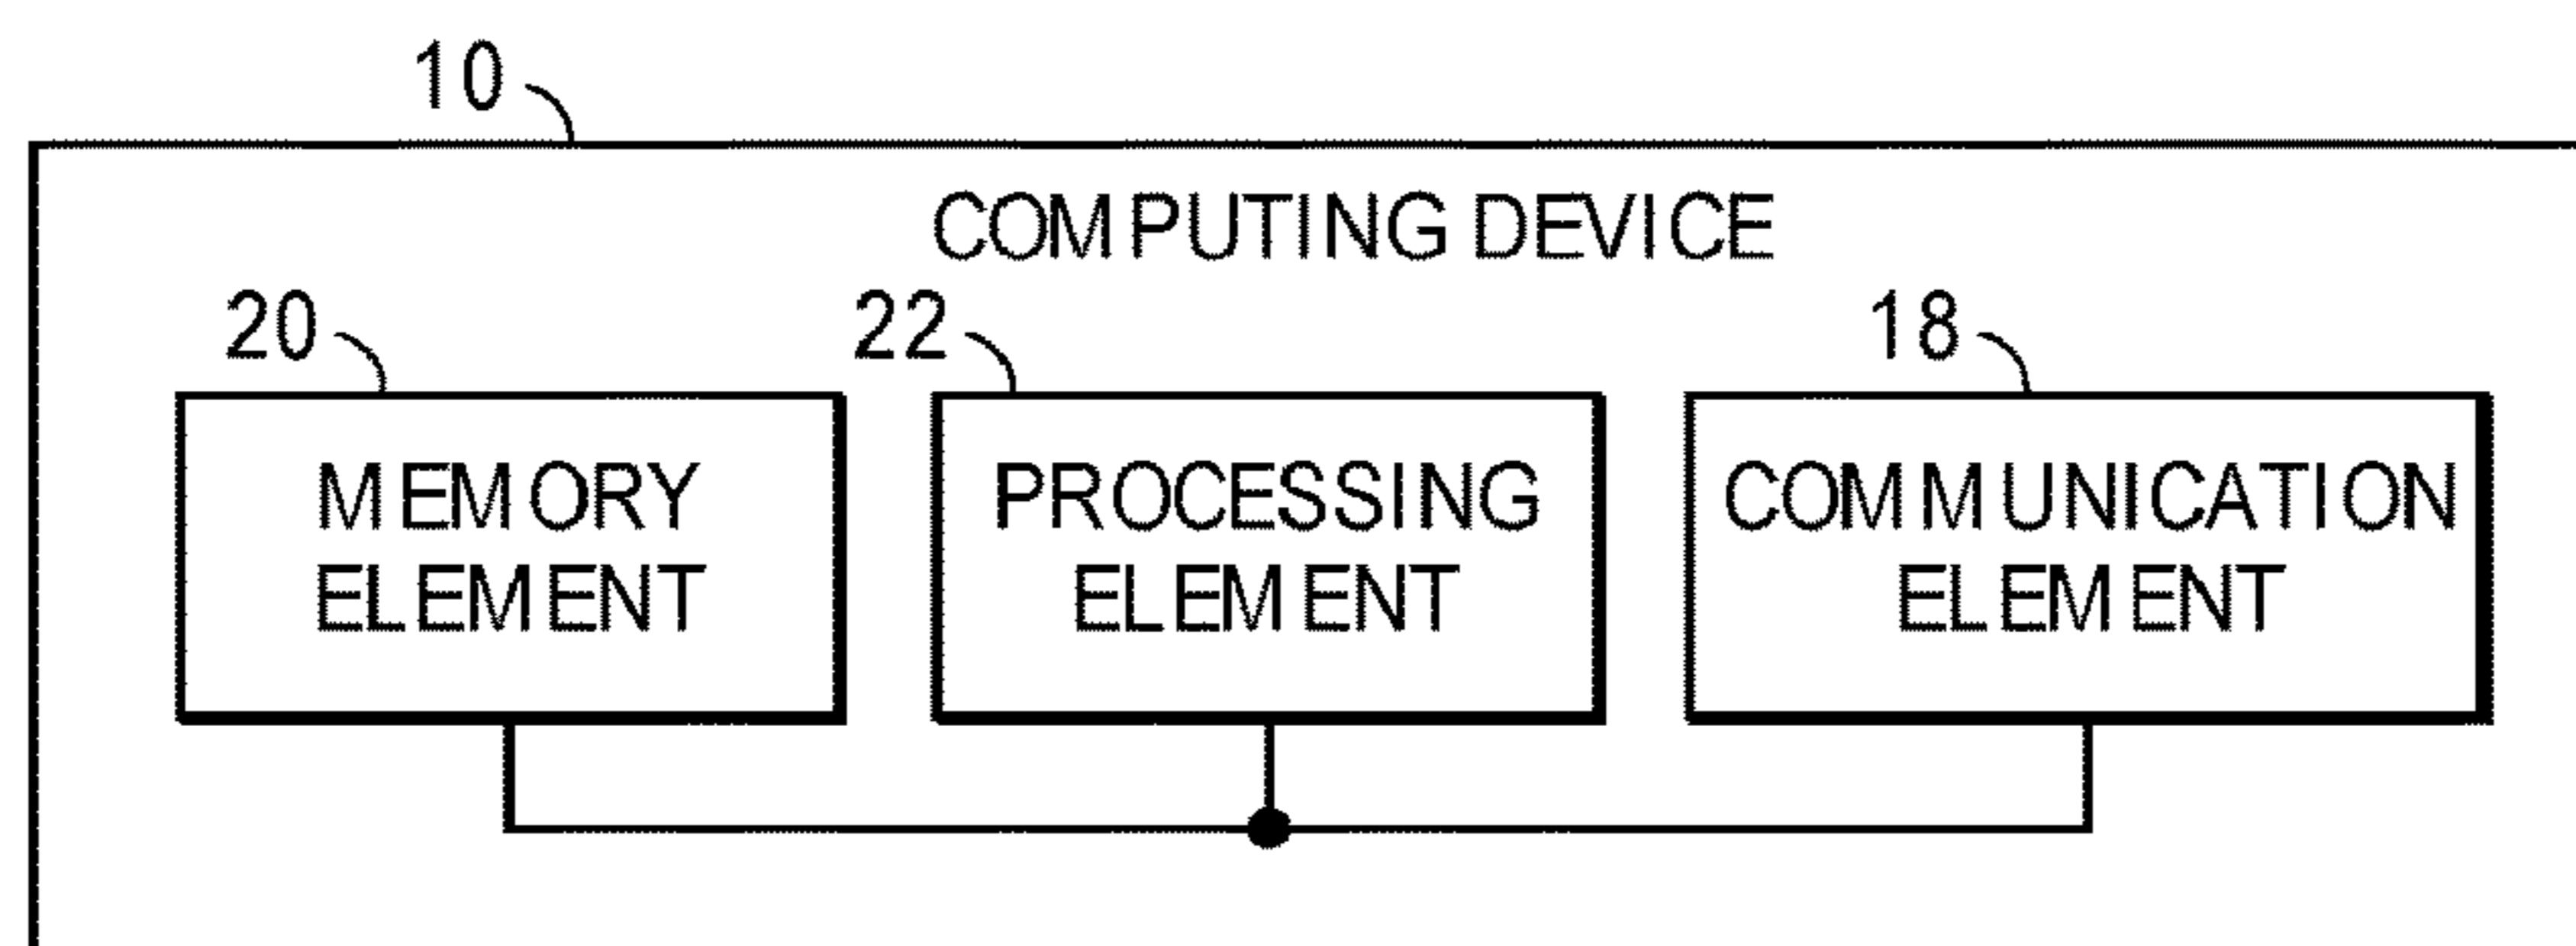 10
COMPUTING DEVICE
20
22
18
MEMORY
ELEMENT
PROCESSING
ELEMENT
COMMUNICATION
ELEMENT